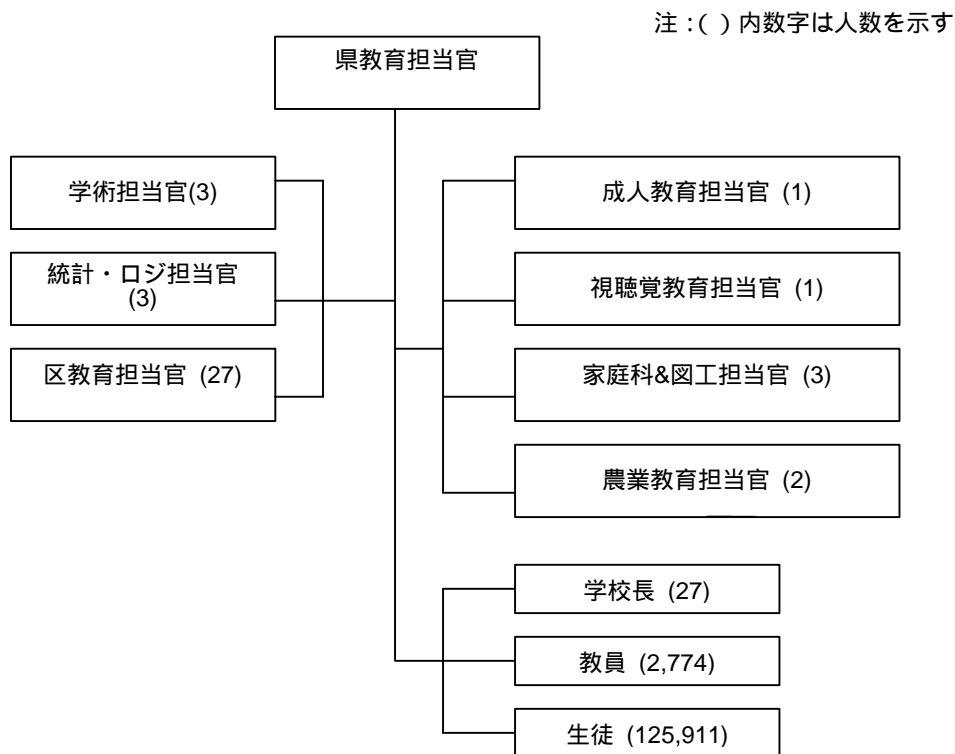 注：( ) 内数字は人数を示す
県教育担当官
学術担当官(3)
統計・ロジ担当官
(3)
区教育担当官 (27)
成人教育担当官 (1)
視聴覚教育担当官 (1)
家庭科&図工担当官 (3)
農業教育担当官 (2)
学校長 (27)
教員 (2,774)
生徒 (125,911)